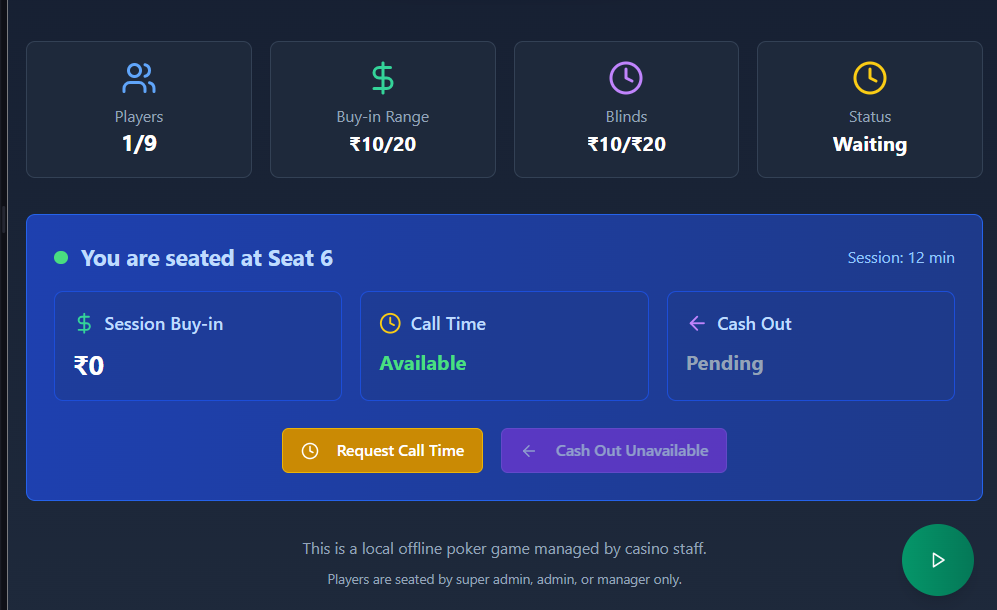 Players
1/9
Buy-in Range
₹10/20
Blinds
₹10/₹20
Status
Waiting
You are seated at Seat 6
Session: 12 min
Session Buy-in
₹0
Call Time
Available
Cash Out
Pending
Request Call Time
Cash Out Unavailable
This is a local offline poker game managed by casino staff.
Players are seated by super admin, admin, or manager only.